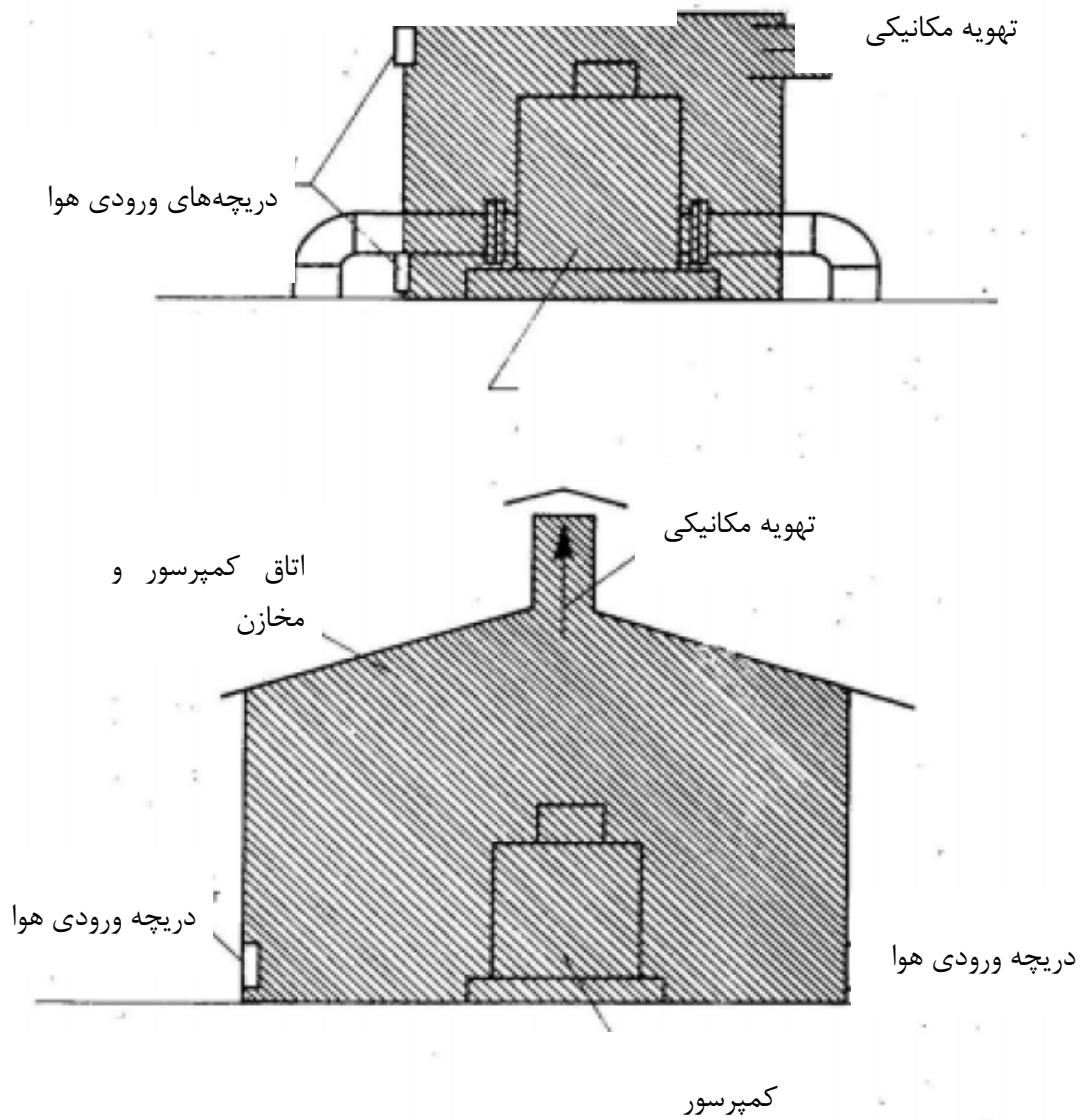 تهویه مکانیکی
دریچه‌های ورودی هوا
تهویه مکانیکی
اتاق کمپرسور و
مخازن
دریچه ورودی هوا
دریچه ورودی هوا
کمپرسور